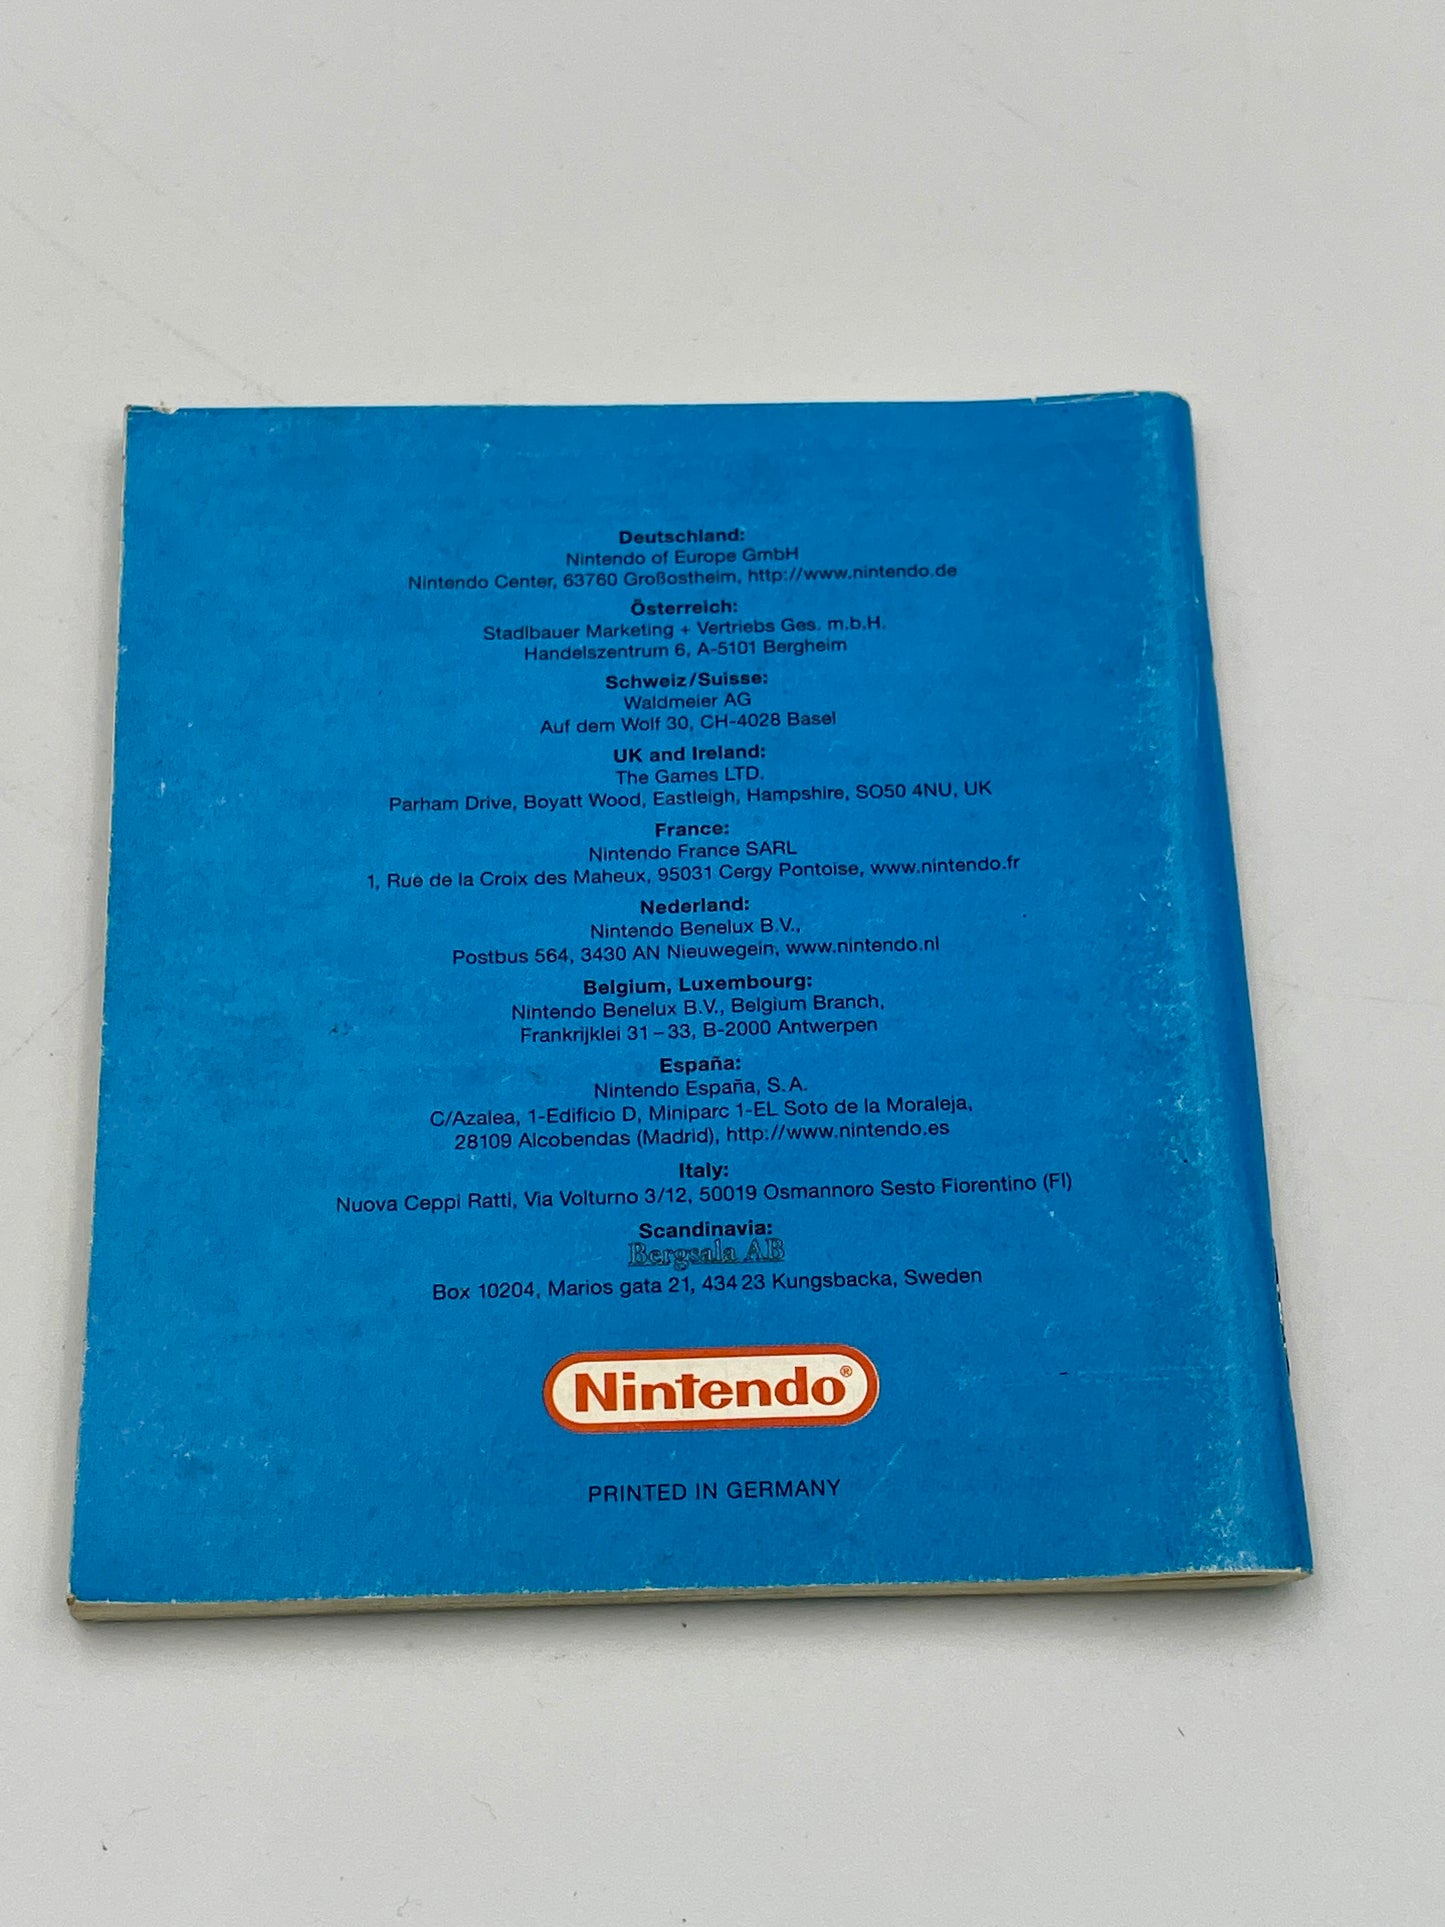 Deutschland:
Nintendo of Europe GmbH
Nintendo Center, 63760 Großostheim, http://www.nintendo.de
Österreich:
Stadlbauer Marketing + Vertriebs Ges. m.b.H.
Handelszentrum 6, A-5101 Bergheim
Schweiz/Suisse:
Waldmeier AG
Auf dem Wolf 30, CH-4028 Basel
UK and Ireland:
The Games LTD.
Parham Drive, Boyatt Wood, Eastleigh, Hampshire, SO50 4NU, UK
France:
Nintendo France SARL
1, Rue de la Croix des Maheux, 95031 Cergy Pontoise, www.nintendo.fr
Nederland:
Nintendo Benelux B.V.,
Postbus 564, 3430 AN Nieuwegein, www.nintendo.nl
Belgium, Luxembourg:
Nintendo Benelux B.V., Belgium Branch,
Frankrijklei 31–33, B-2000 Antwerpen
España:
Nintendo España, S.A.
C/Azalea, 1-Edificio D, Miniparc 1-EL Soto de la Moraleja,
28109 Alcobendas (Madrid), http://www.nintendo.es
Italy:
Nuova Ceppi Ratti, Via Volturno 3/12, 50019 Osmannoro Sesto Fiorentino (FI)
Scandinavia:
Bergsala AB
Box 10204, Marios gata 21, 434 23 Kungsbacka, Sweden
Nintendo®
PRINTED IN GERMANY